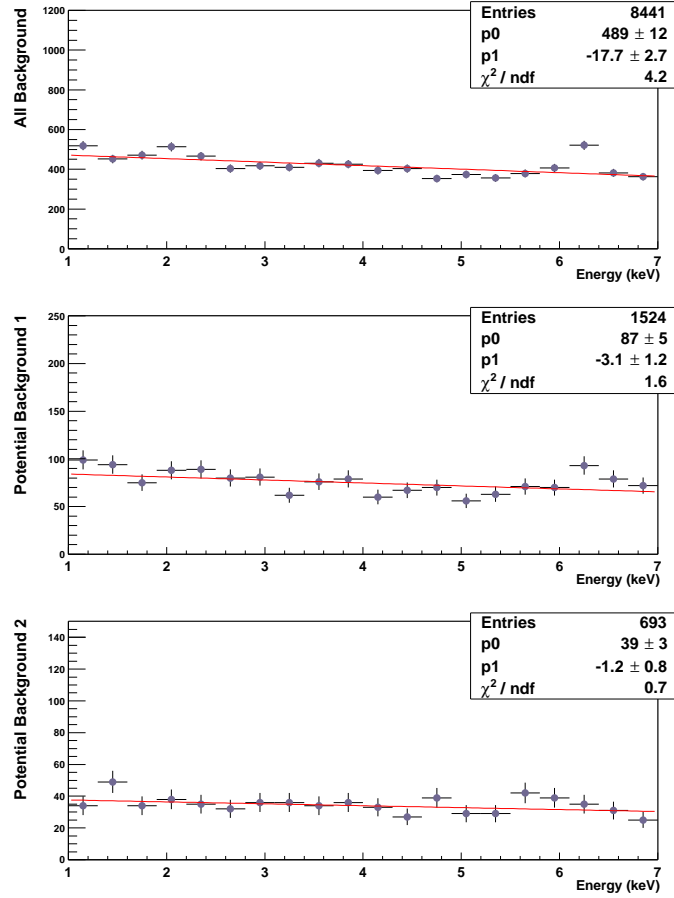 All Background
1200
1000
800
600
400
200
0
Entries 8441
p0 489 ± 12
p1 -17.7 ± 2.7
χ² / ndf 4.2
1 2 3 4 5 6 7
Energy (keV)
Potential Background 1
250
200
150
100
50
0
Entries 1524
p0 87 ± 5
p1 -3.1 ± 1.2
χ² / ndf 1.6
1 2 3 4 5 6 7
Energy (keV)
Potential Background 2
140
120
100
80
60
40
20
0
Entries 693
p0 39 ± 3
p1 -1.2 ± 0.8
χ² / ndf 0.7
1 2 3 4 5 6 7
Energy (keV)